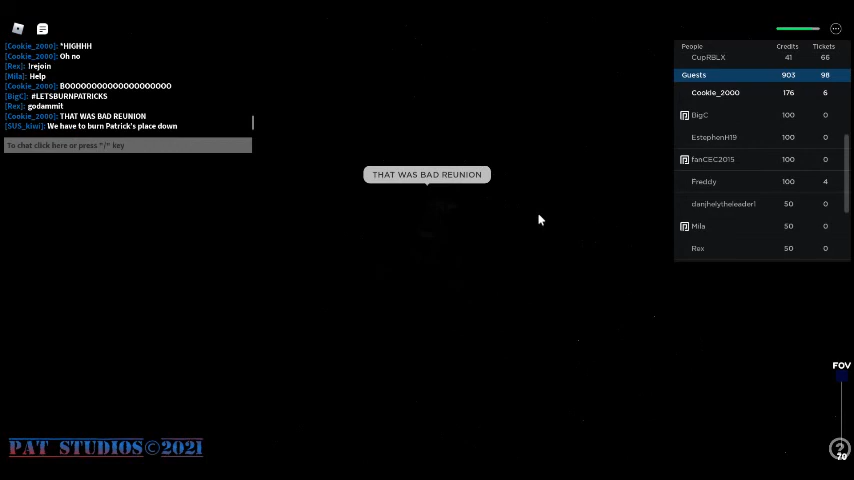 [Cookie_2000]: *HIGHHH
[Cookie_2000]: Oh no
[Rex]: !rejoin
[Mila]: Help
[Cookie_2000]: BOOOOOOOOOOOOOOOOOOO
[BigC]: #LETSBURNPATRICKS
[Rex]: godammit
[Cookie_2000]: THAT WAS BAD REUNION
[SUS_kiwi]: We have to burn Patrick's place down
To chat click here or press "/" key
THAT WAS BAD REUNION
People Credits Tickets
CupRBLX 41 66
Guests 903 98
Cookie_2000 176 6
BigC 100 0
EstephenH19 100 0
fanCEC2015 100 0
Freddy 100 4
danjhelytheleader1 50 0
Mila 50 0
Rex 50 0
FOV
?
70
PAT STUDIOS©2021